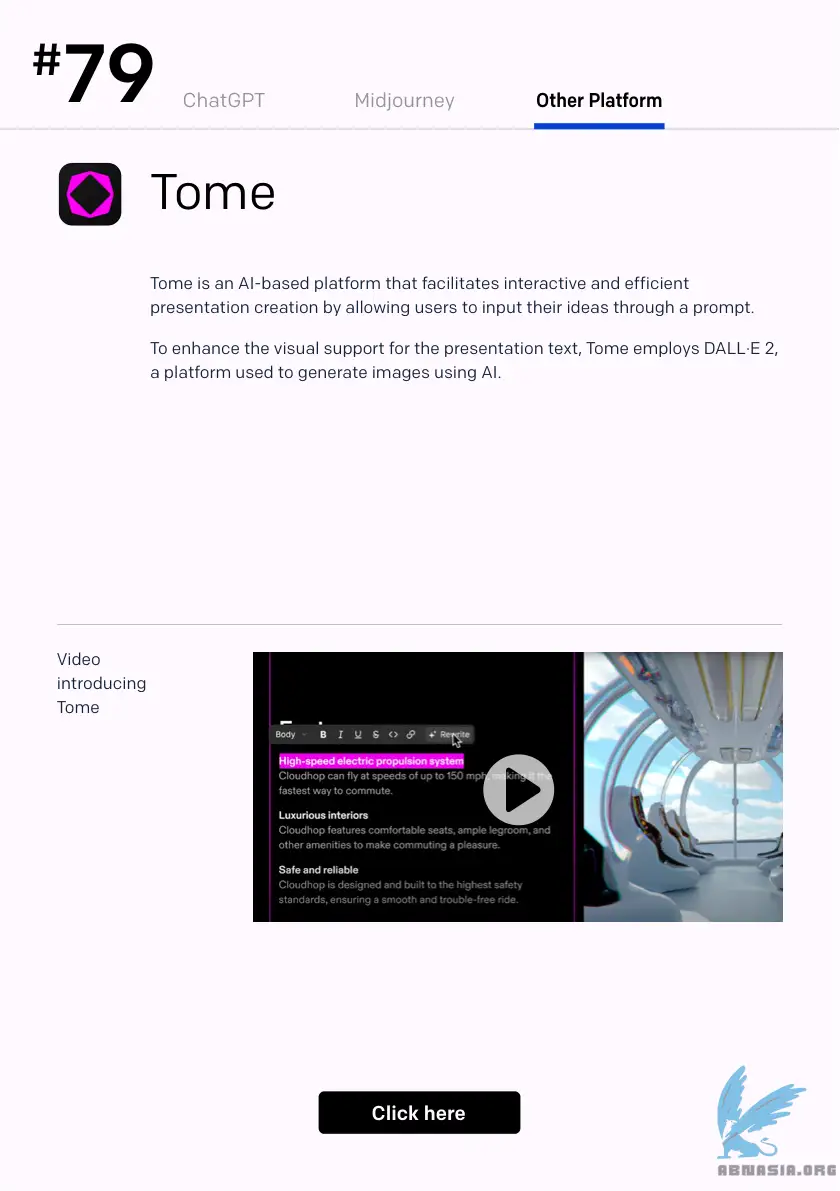 #79
ChatGPT
Midjourney
Other Platform
Tome
Tome is an AI-based platform that facilitates interactive and efficient
presentation creation by allowing users to input their ideas through a prompt.
To enhance the visual support for the presentation text, Tome employs DALL·E 2,
a platform used to generate images using AI.
Video
introducing
Tome
Body B I U S <> Rewrite
High-speed electric propulsion system
Cloudhop can fly at speeds of up to 150 mph, making it the
fastest way to commute.
Luxurious interiors
Cloudhop features comfortable seats, ample legroom, and
other amenities to make commuting a pleasure.
Safe and reliable
Cloudhop is designed and built to the highest safety
standards, ensuring a smooth and trouble-free ride.
Click here
ABNASIA.ORG